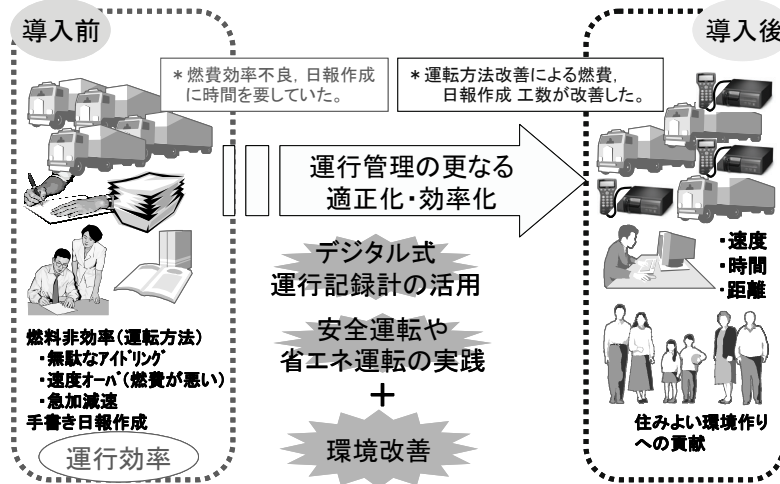 導入前
導入後
＊燃費効率不良，日報作成
に時間を要していた。
＊運転方法改善による燃費，
日報作成 工数が改善した。
運行管理の更なる
適正化・効率化
デジタル式
運行記録計の活用
安全運転や
省エネ運転の実践
＋
環境改善
燃料非効率（運転方法）
・無駄なｱｲﾄﾞﾘﾝｸﾞ
・速度ｵｰﾊﾞ（燃費が悪い）
・急加減速
手書き日報作成
運行効率
・速度
・時間
・距離
住みよい環境作り
への貢献